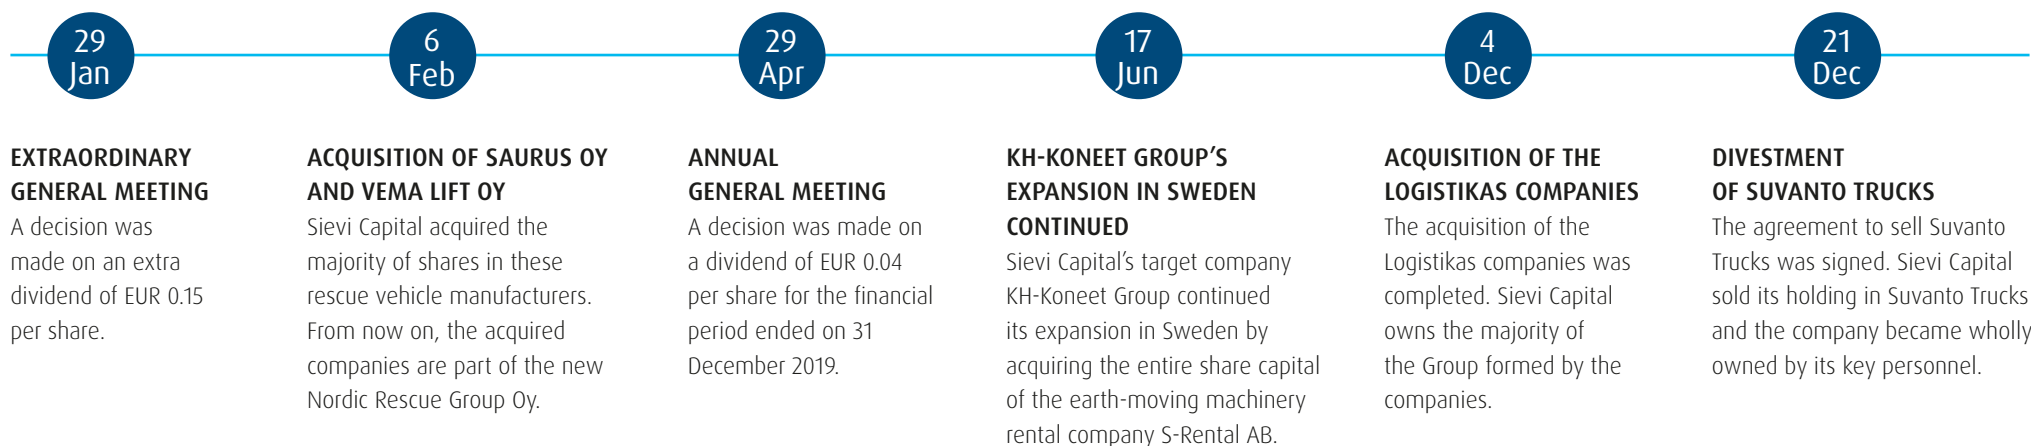 29
Jan
EXTRAORDINARY
GENERAL MEETING
A decision was
made on an extra
dividend of EUR 0.15
per share.
6
Feb
ACQUISITION OF SAURUS OY
AND VEMA LIFT OY
Sievi Capital acquired the
majority of shares in these
rescue vehicle manufacturers.
From now on, the acquired
companies are part of the new
Nordic Rescue Group Oy.
29
Apr
ANNUAL
GENERAL MEETING
A decision was made on
a dividend of EUR 0.04
per share for the financial
period ended on 31
December 2019.
17
Jun
KH-KONEET GROUP’S
EXPANSION IN SWEDEN
CONTINUED
Sievi Capital’s target company
KH-Koneet Group continued
its expansion in Sweden by
acquiring the entire share capital
of the earth-moving machinery
rental company S-Rental AB.
4
Dec
ACQUISITION OF THE
LOGISTIKAS COMPANIES
The acquisition of the
Logistikas companies was
completed. Sievi Capital
owns the majority of
the Group formed by the
companies.
21
Dec
DIVESTMENT
OF SUVANTO TRUCKS
The agreement to sell Suvanto
Trucks was signed. Sievi Capital
sold its holding in Suvanto Trucks
and the company became wholly
owned by its key personnel.